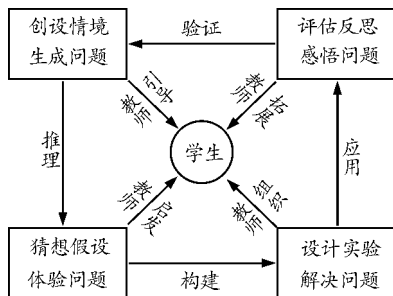 创设情境
生成问题
验证
评估反思
感悟问题
教师
引导
教师
拓展
推理
学生
应用
教师
启发
教师
组织
猜想假设
体验问题
构建
设计实验
解决问题